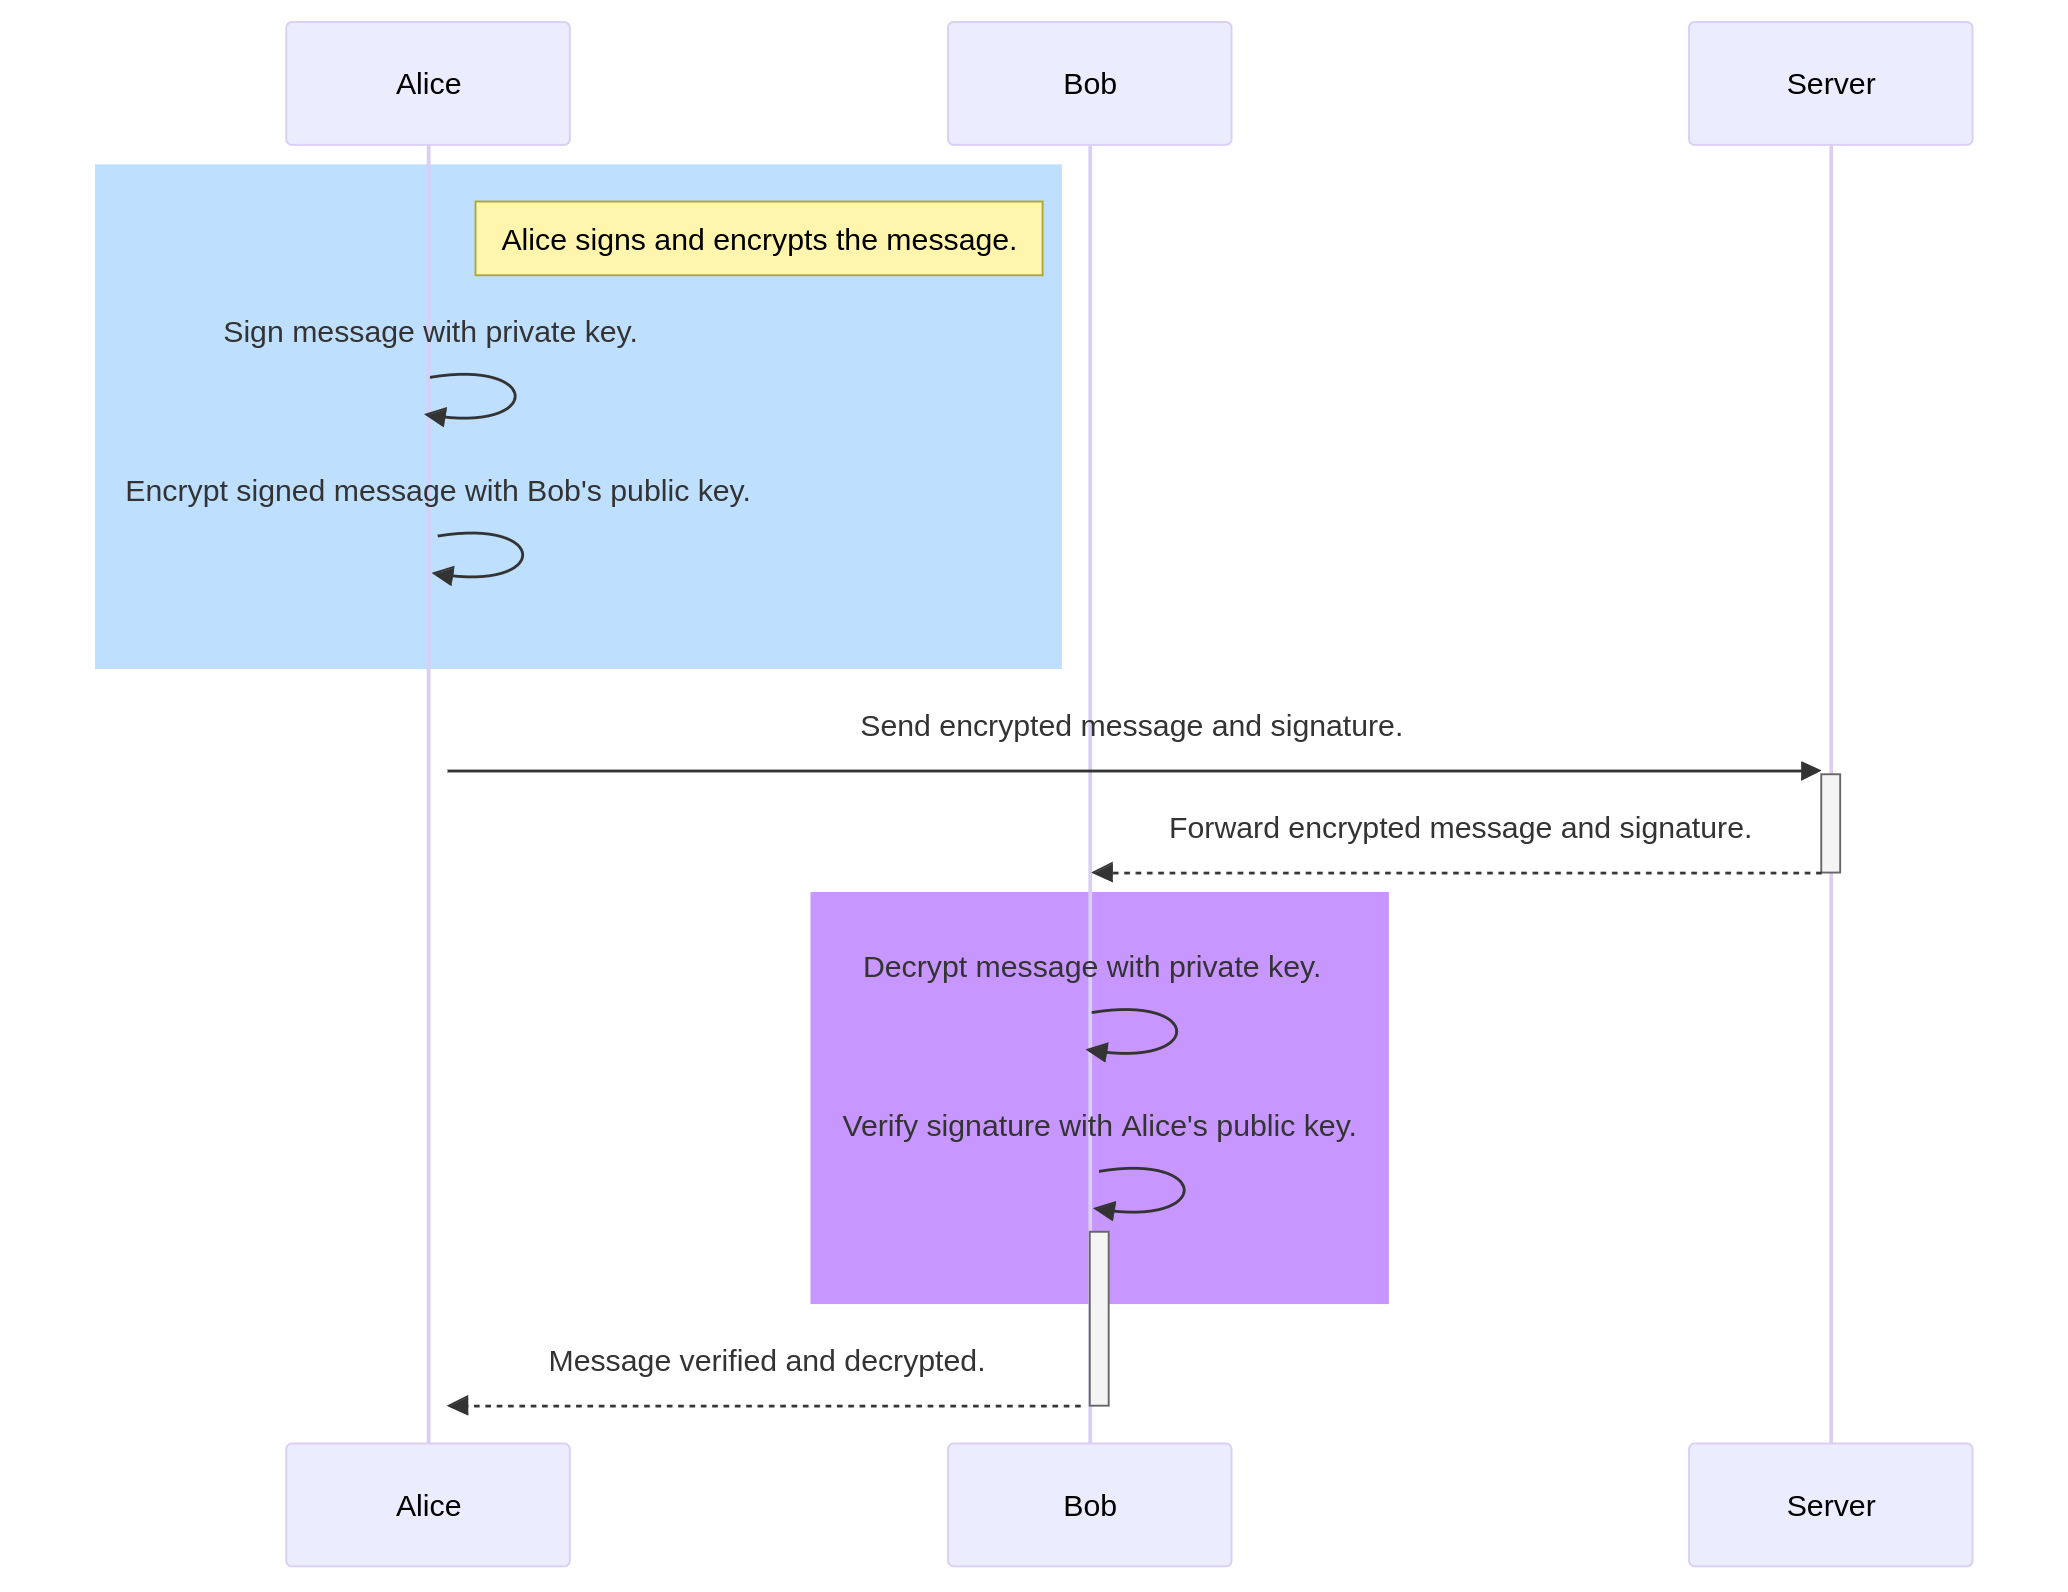 Alice
Bob
Server
Alice signs and encrypts the message.
Sign message with private key.
Encrypt signed message with Bob's public key.
Send encrypted message and signature.
Forward encrypted message and signature.
Decrypt message with private key.
Verify signature with Alice's public key.
Message verified and decrypted.
Alice
Bob
Server